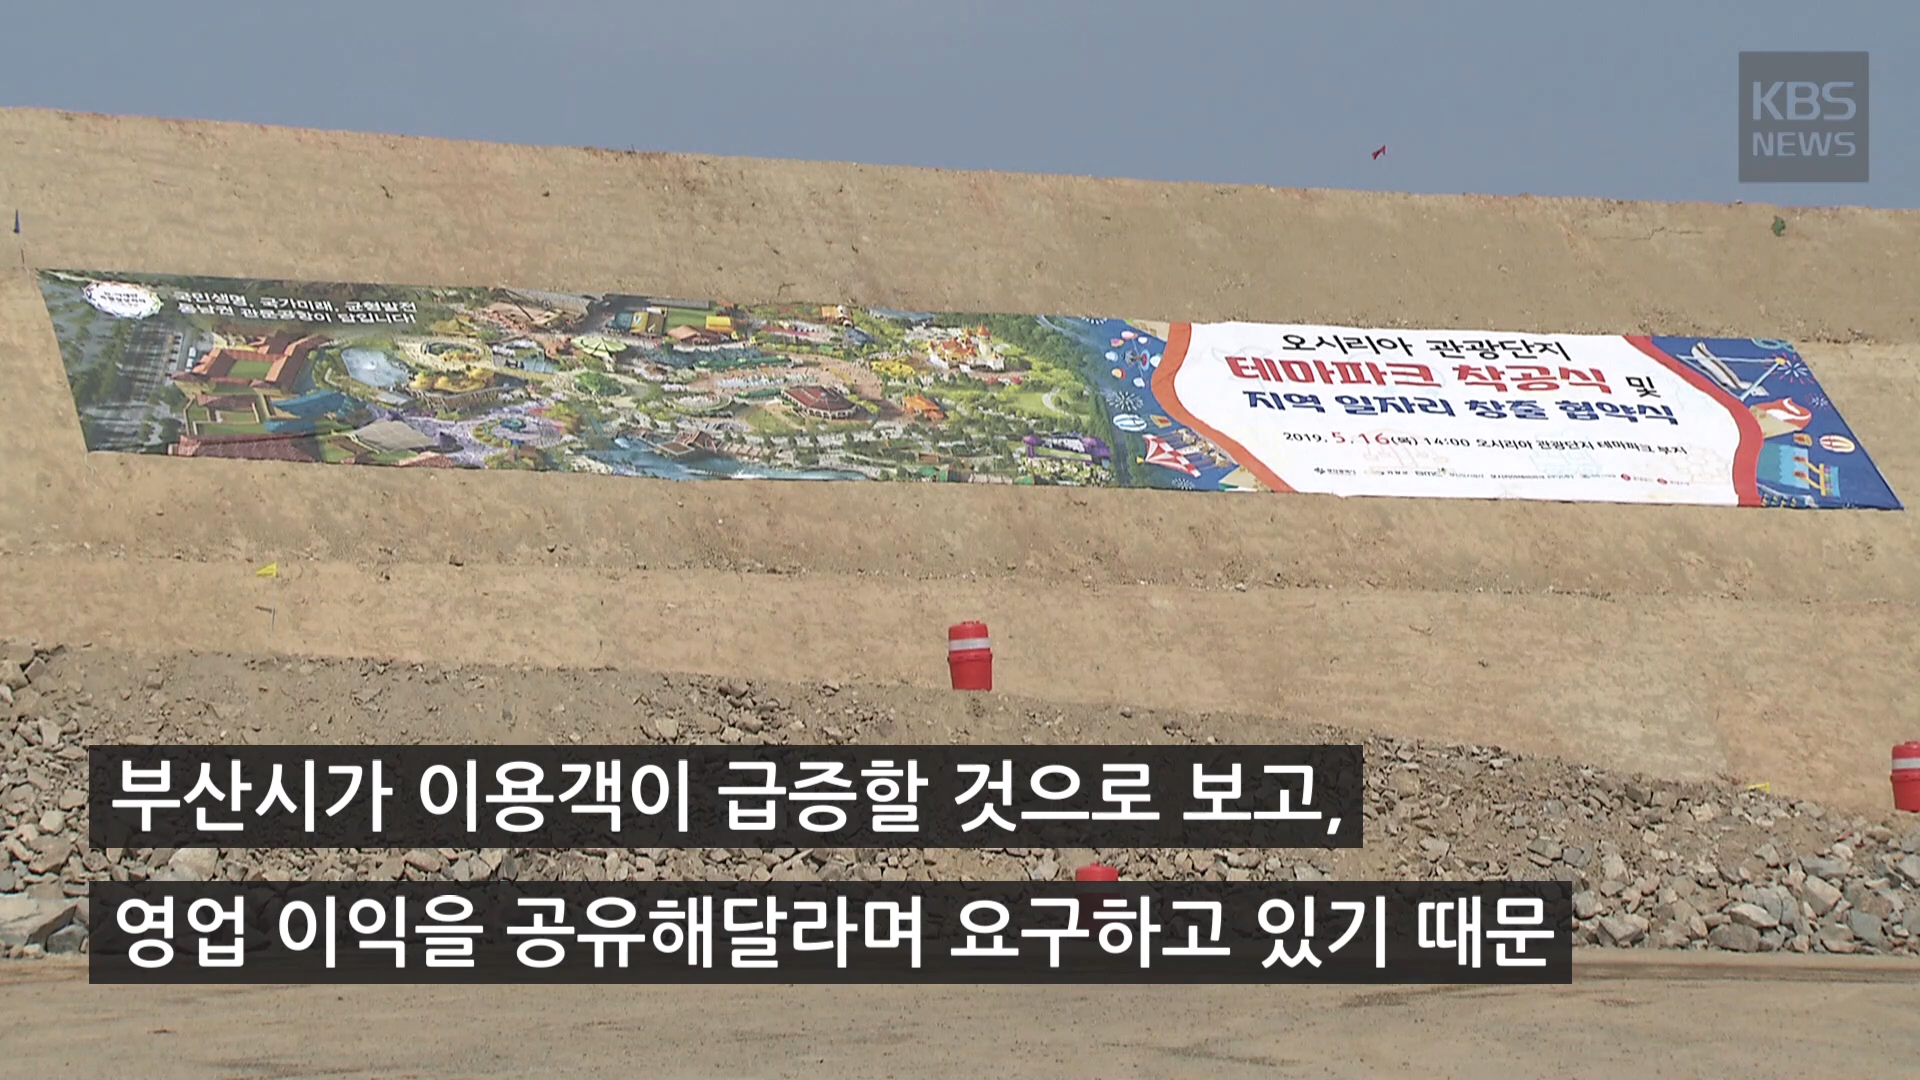 KBS
NEWS
국민생명, 국가미래, 균형발전
동남권 관문공항이 답입니다!
오시리아 관광단지
테마파크 착공식 및
지역 일자리 창출 협약식
2019. 5. 16(목) 14:00 오시리아 관광단지 테마파크 부지
부산시가 이용객이 급증할 것으로 보고,
영업 이익을 공유해달라며 요구하고 있기 때문